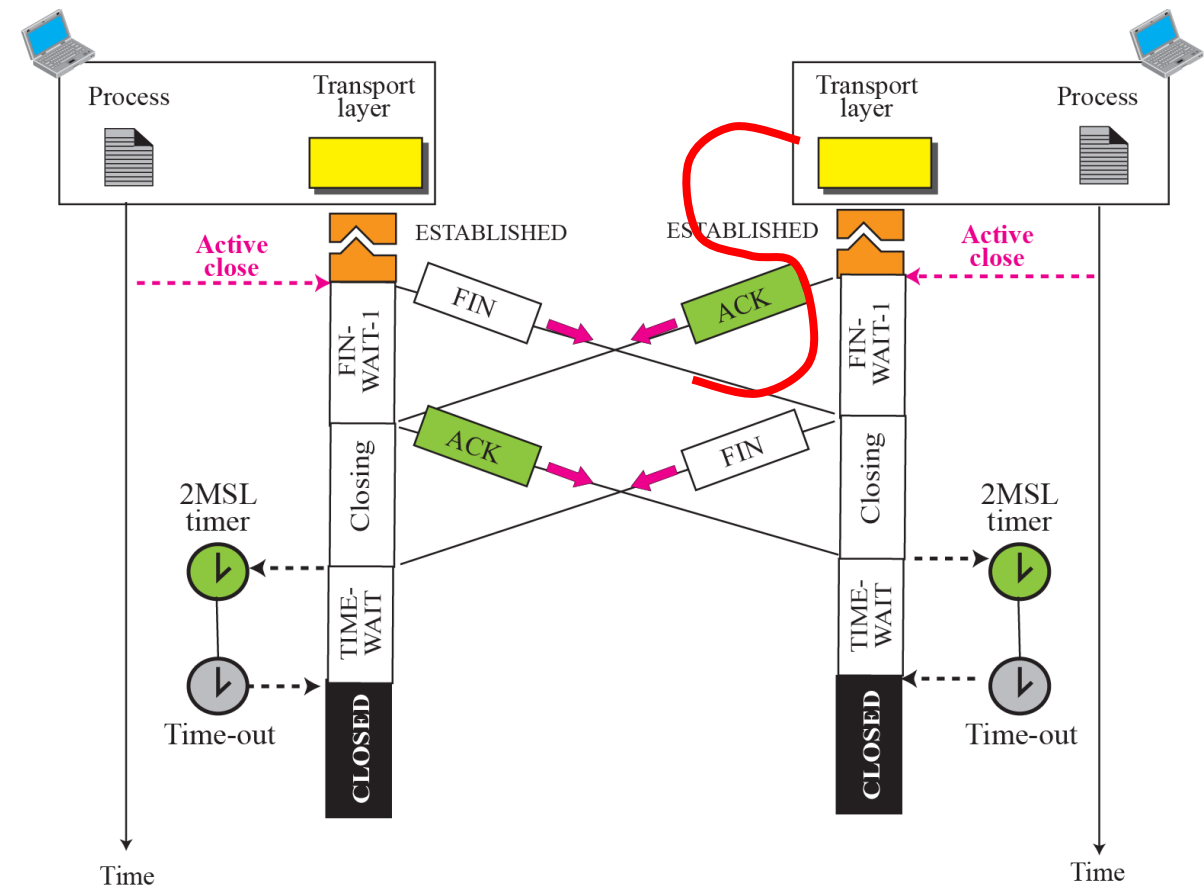 Process
Transport
layer
Transport
layer
Process
ESTABLISHED
ESTABLISHED
Active
close
Active
close
FIN
ACK
FIN-
WAIT-1
FIN-
WAIT-1
ACK
FIN
Closing
Closing
2MSL
timer
2MSL
timer
TIME-
WAIT
TIME-
WAIT
Time-out
Time-out
CLOSED
CLOSED
Time
Time